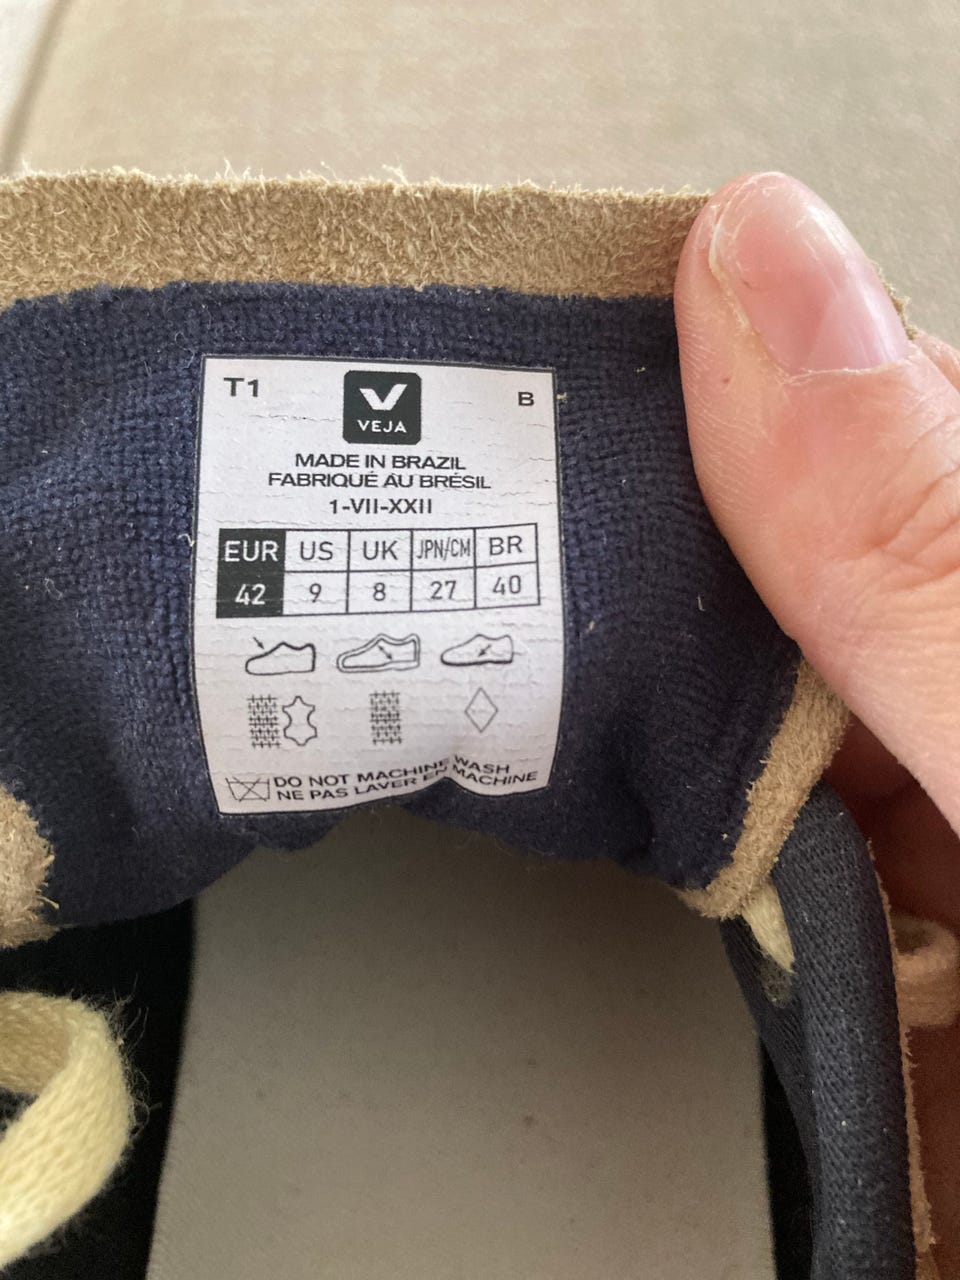 T1
B
VEJA
MADE IN BRAZIL
FABRIQUÉ AU BRÉSIL
1-VII-XXII
EUR US UK JPN/CM BR
42 9 8 27 40
DO NOT MACHINE WASH
NE PAS LAVER EN MACHINE